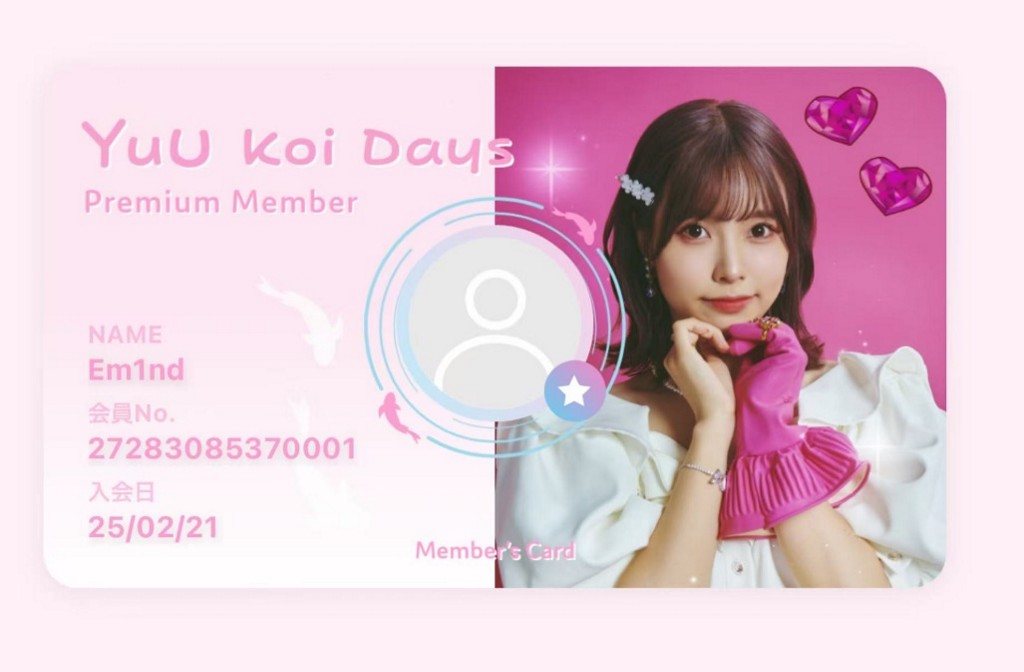 YuU Koi Days
Premium Member
NAME
Em1nd
会員No.
27283085370001
入会日
25/02/21
Member's Card